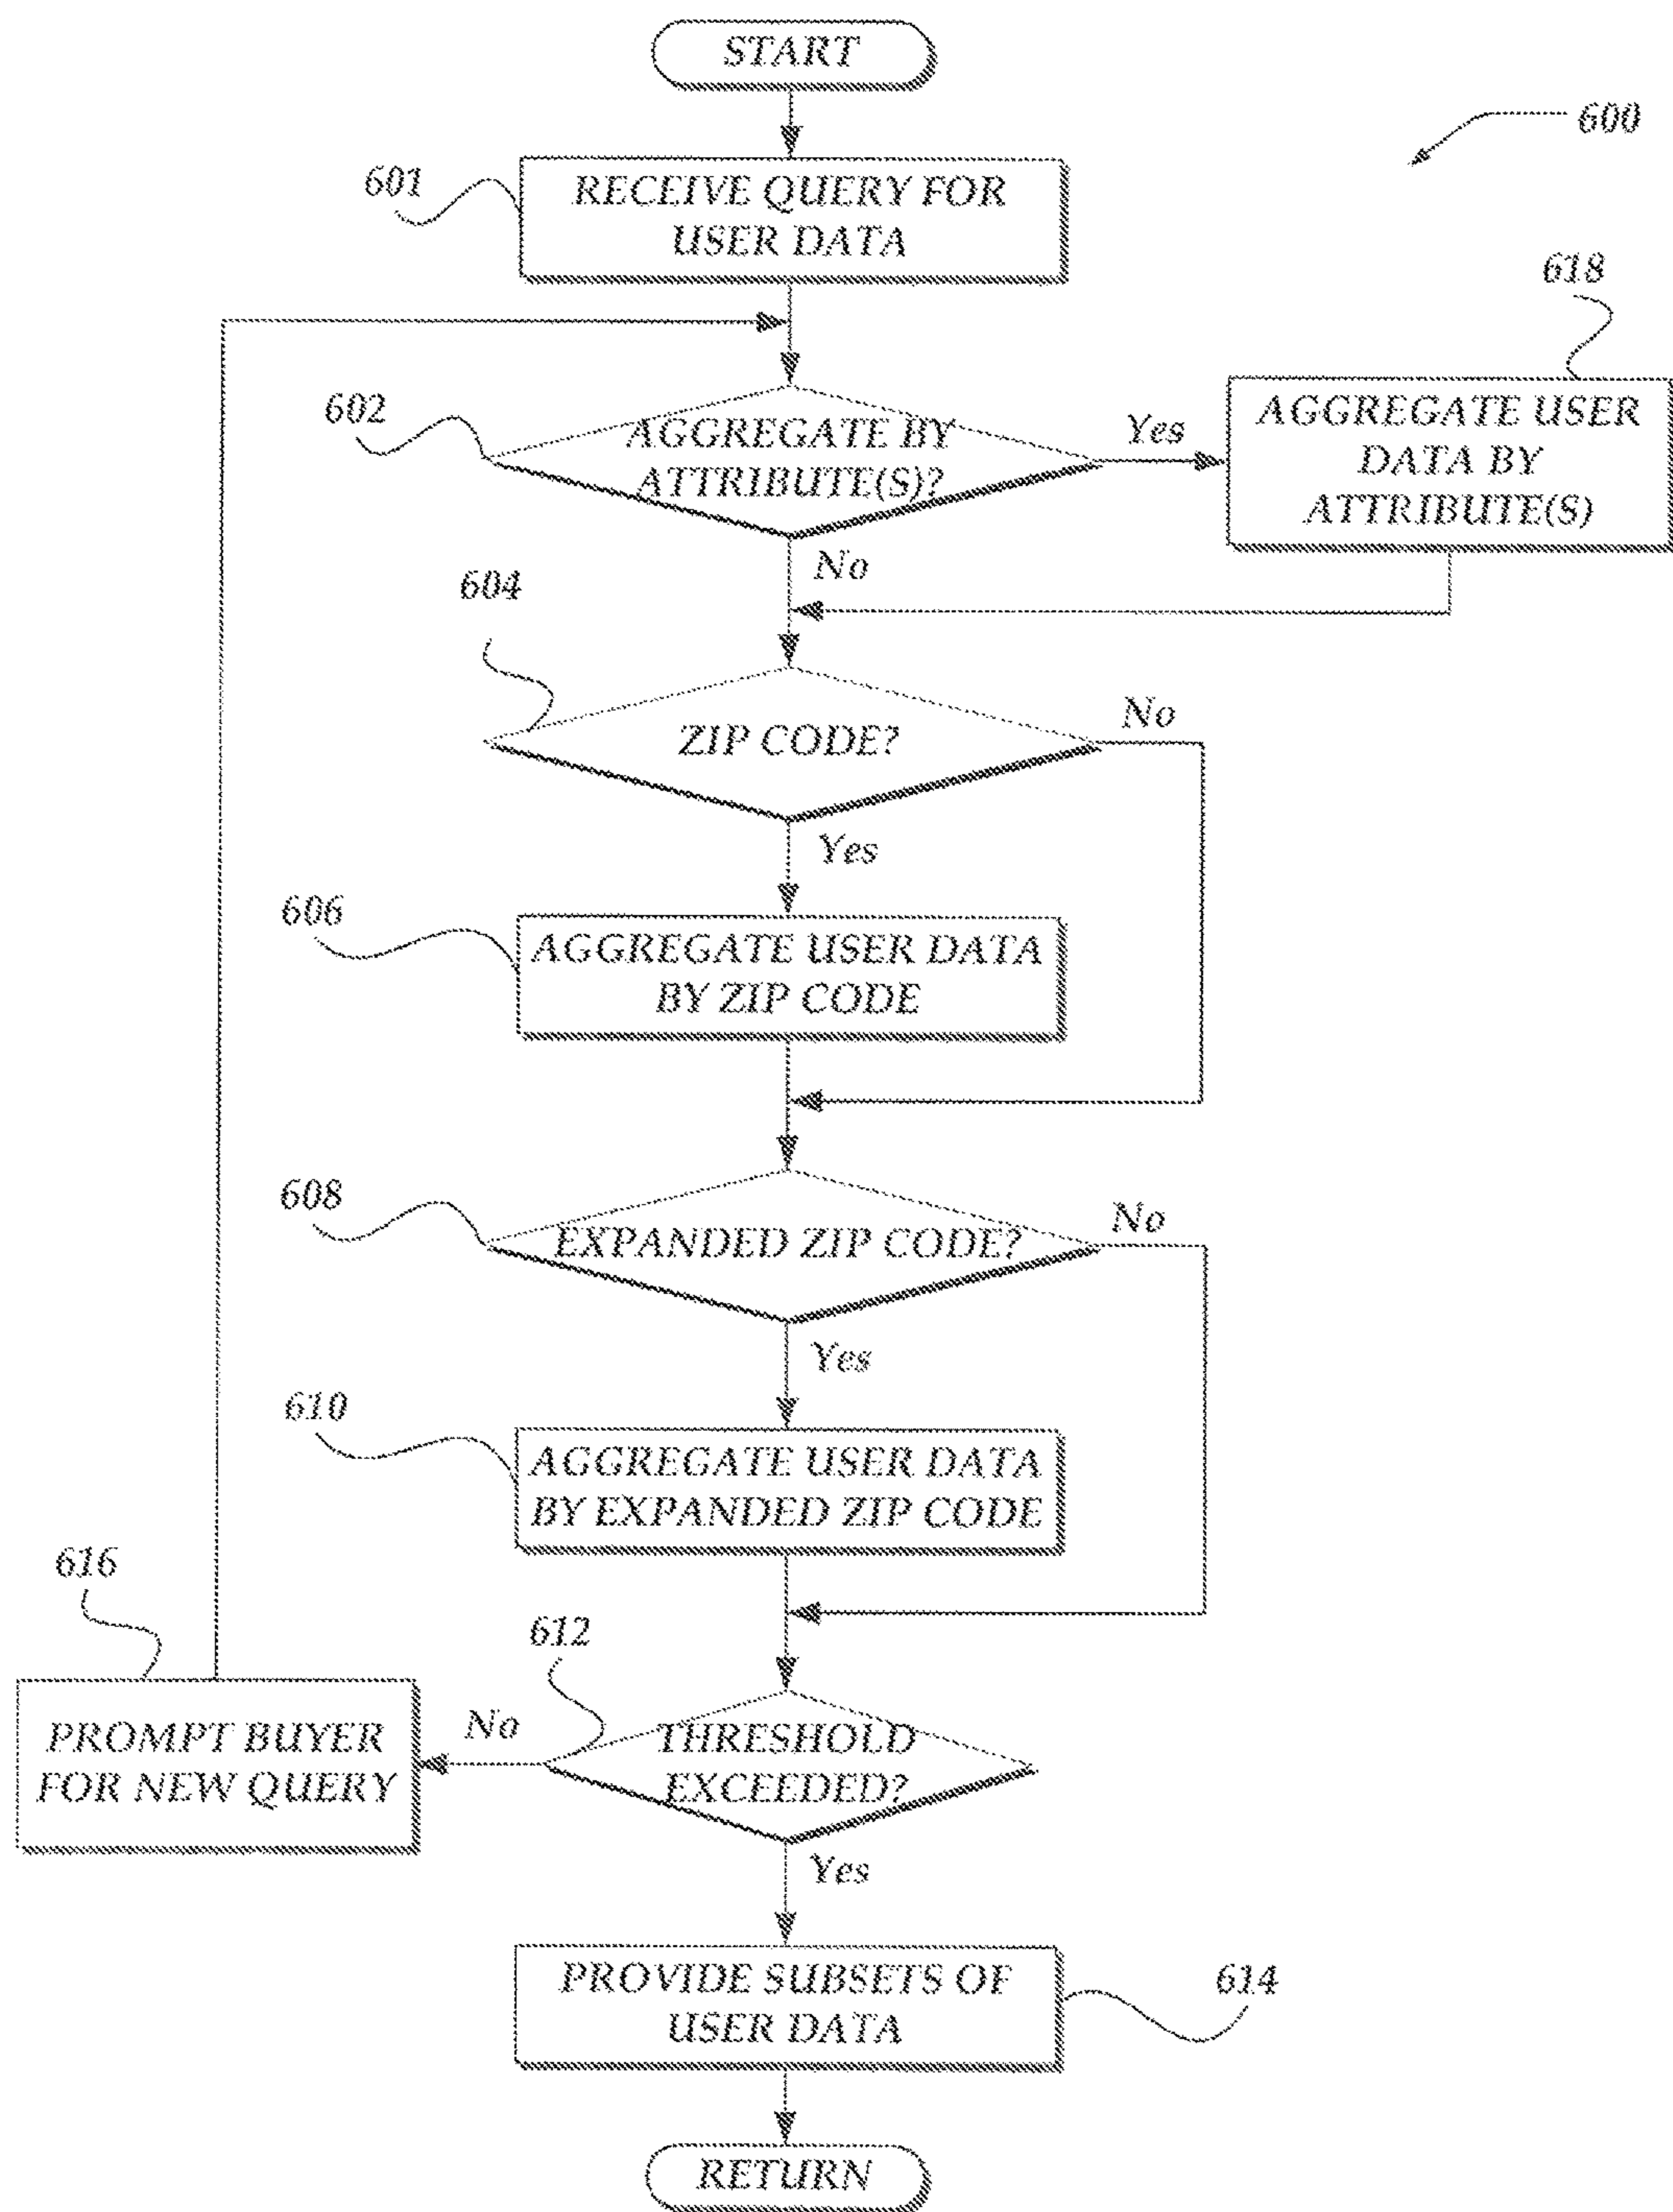 START
600
601
RECEIVE QUERY FOR
USER DATA
618
602
AGGREGATE BY
ATTRIBUTE(S)?
Yes
AGGREGATE USER
DATA BY
ATTRIBUTE(S)
No
604
ZIP CODE?
No
Yes
606
AGGREGATE USER DATA
BY ZIP CODE
608
EXPANDED ZIP CODE?
No
Yes
610
AGGREGATE USER DATA
BY EXPANDED ZIP CODE
616
612
PROMPT BUYER
FOR NEW QUERY
No
THRESHOLD
EXCEEDED?
Yes
PROVIDE SUBSETS OF
USER DATA
614
RETURN